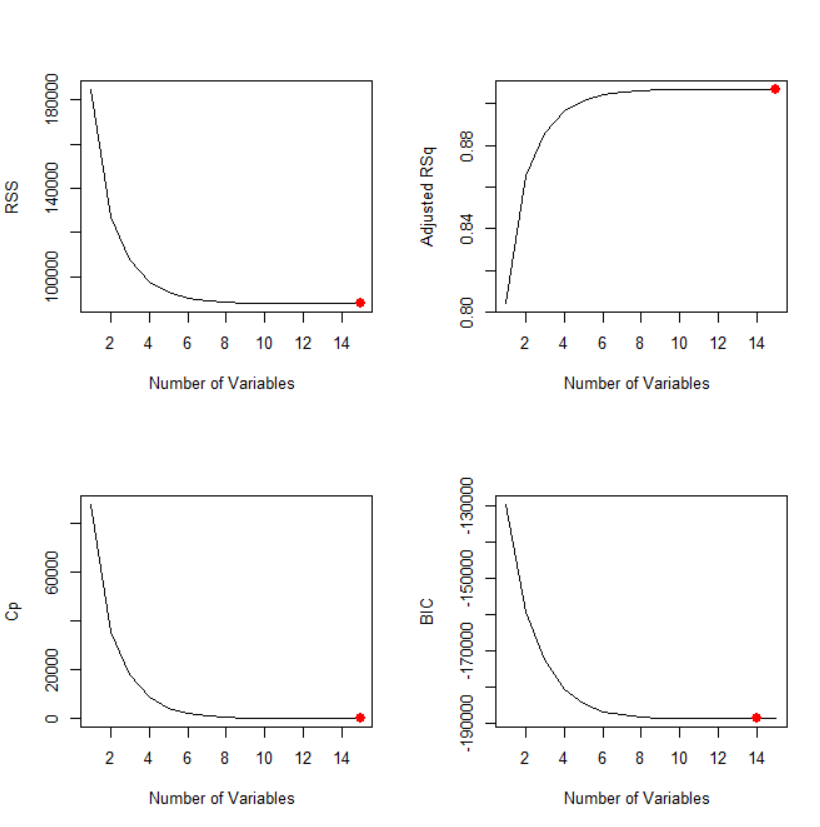 RSS
180000
140000
100000
2 4 6 8 10 12 14
Number of Variables
Adjusted RSq
0.88
0.84
0.80
2 4 6 8 10 12 14
Number of Variables
Cp
60000
20000
0
2 4 6 8 10 12 14
Number of Variables
BIC
-130000
-150000
-170000
-190000
2 4 6 8 10 12 14
Number of Variables